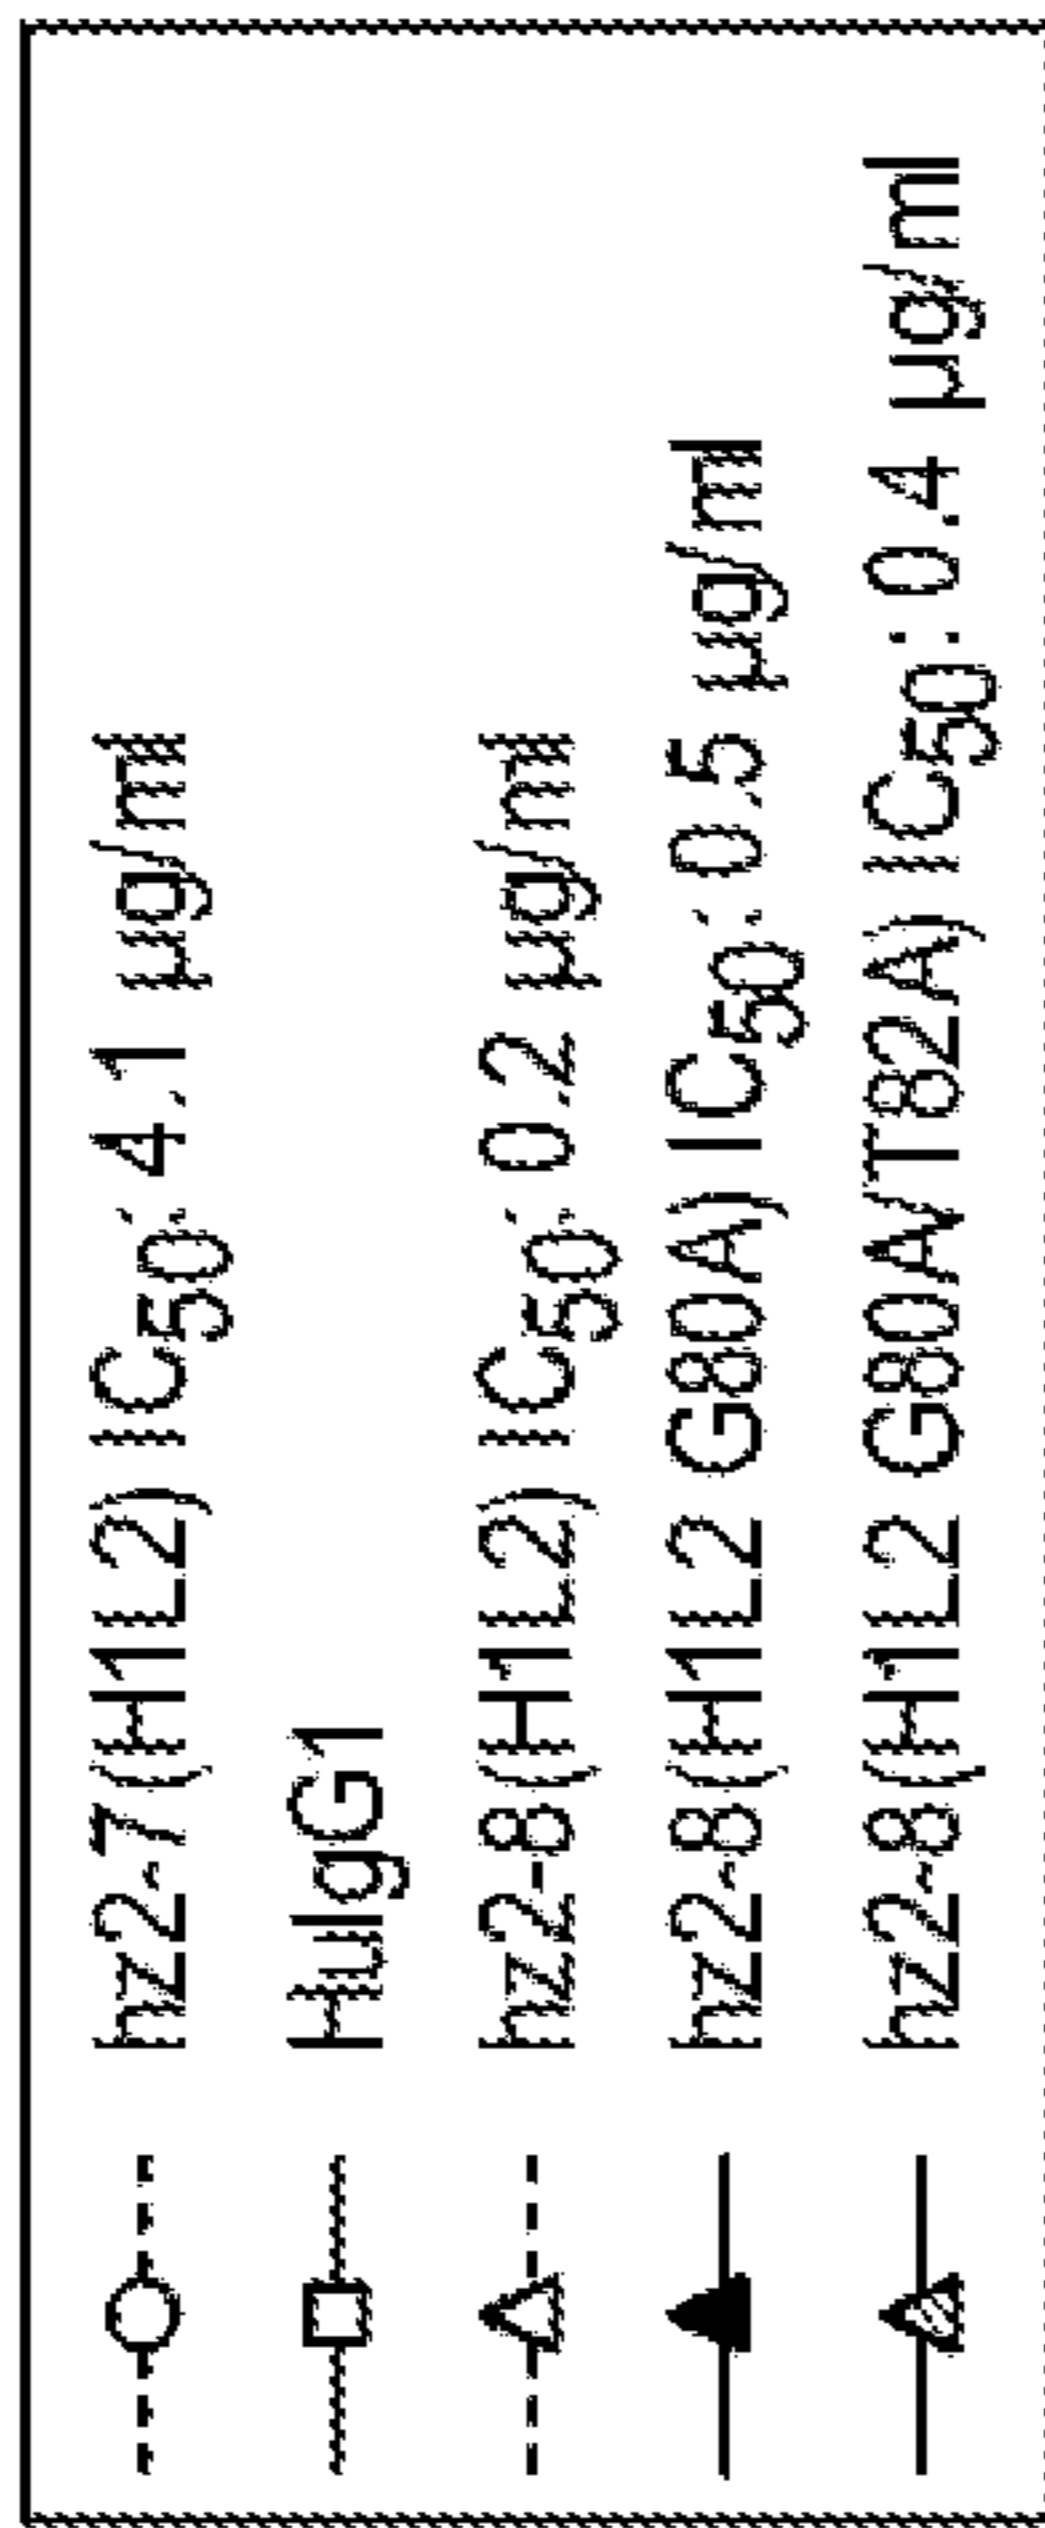 hz2-7(H1L2) IC50: 4.1 µg/ml
HuIgG1
hz2-8(H1L2) IC50: 0.2 µg/ml
hz2-8(H1L2 G80A) IC50: 0.5 µg/ml
hz2-8(H1L2 G80A/T82A) IC50: 0.4 µg/ml